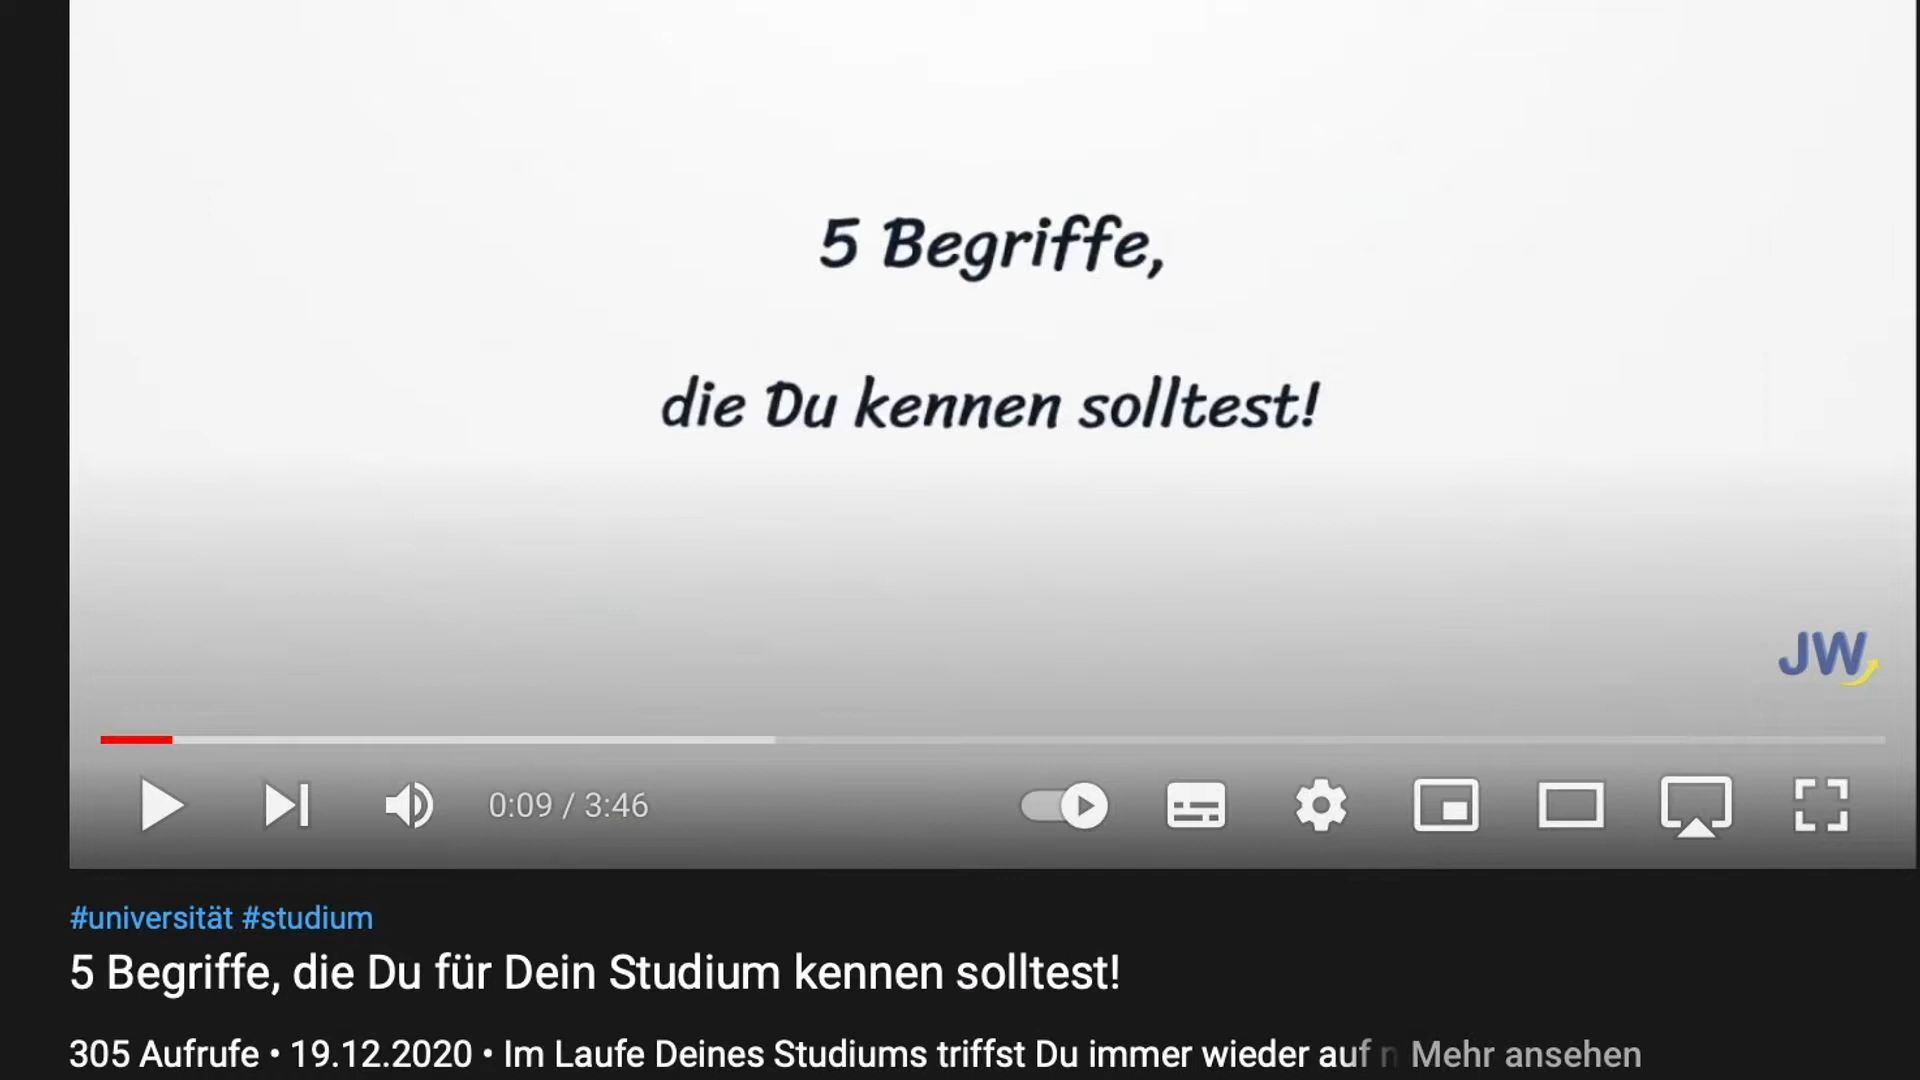 5 Begriffe,
die Du kennen solltest!
JW
0:09 / 3:46
#universität #studium
5 Begriffe, die Du für Dein Studium kennen solltest!
305 Aufrufe • 19.12.2020 • Im Laufe Deines Studiums triffst Du immer wieder auf n Mehr ansehen